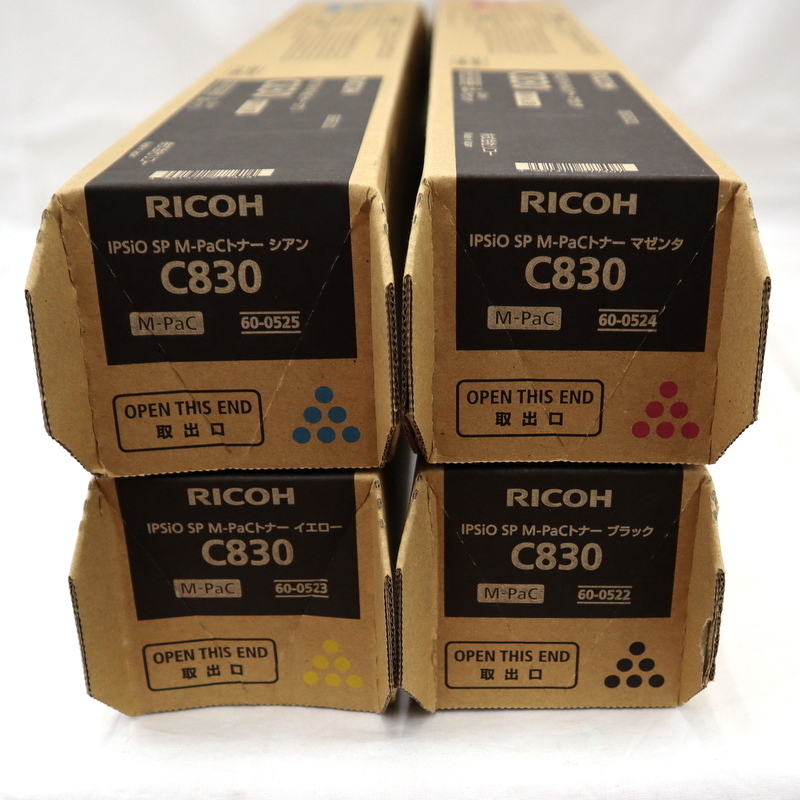 RICOH
C830
RICOH
IPSiO SP M-PaCトナー シアン
C830
M-PaC
60-0525
OPEN THIS END
取出口
RICOH
C830
RICOH
IPSiO SP M-PaCトナー マゼンタ
C830
M-PaC
60-0524
OPEN THIS END
取出口
RICOH
IPSiO SP M-PaCトナー イエロー
C830
M-PaC
60-0523
OPEN THIS END
取出口
RICOH
IPSiO SP M-PaCトナー ブラック
C830
M-PaC
60-0522
OPEN THIS END
取出口